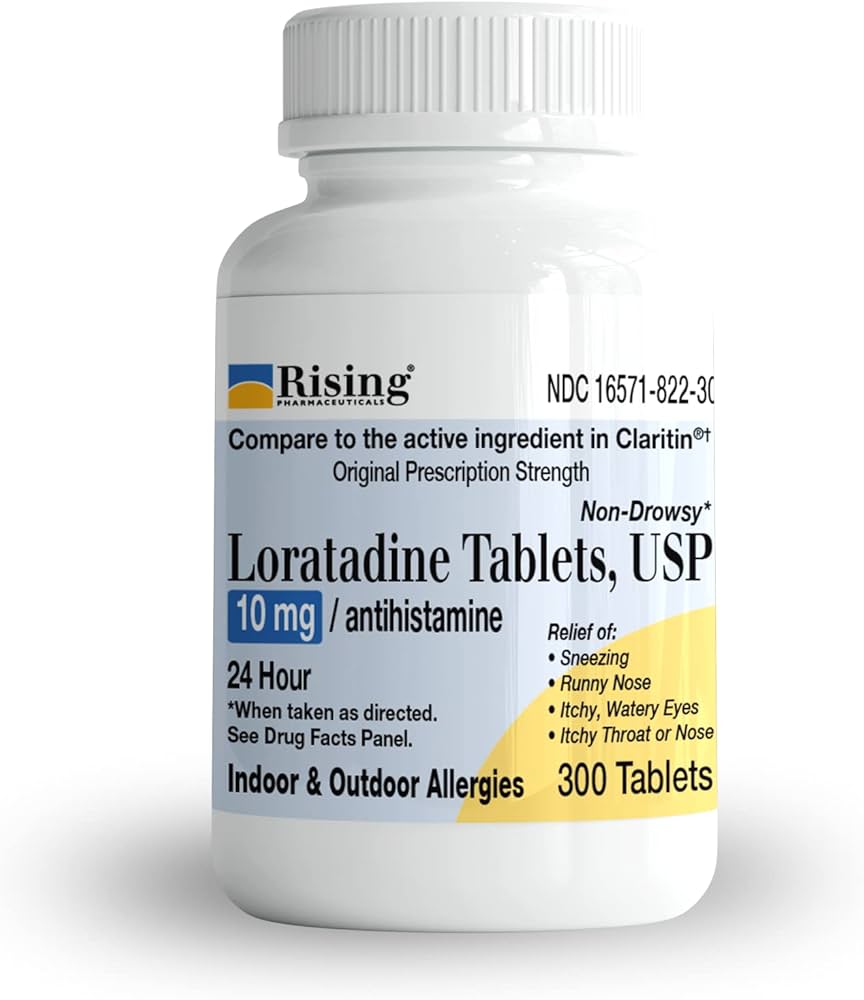 Rising®
PHARMACEUTICALS
NDC 16571-822-30
Compare to the active ingredient in Claritin®†
Original Prescription Strength
Non-Drowsy*
Loratadine Tablets, USP
10 mg / antihistamine
24 Hour
*When taken as directed.
See Drug Facts Panel.
Relief of:
• Sneezing
• Runny Nose
• Itchy, Watery Eyes
• Itchy Throat or Nose
Indoor & Outdoor Allergies
300 Tablets